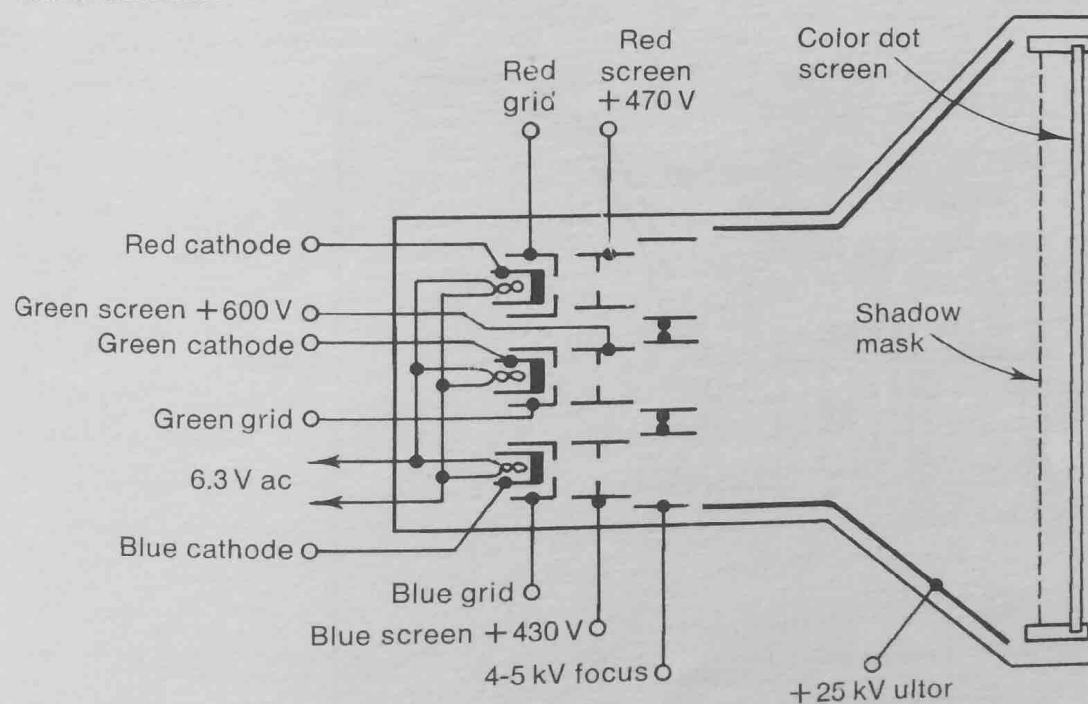 Red
screen
+470 V
Red
grid
Color dot
screen
Red cathode
Green screen +600 V
Green cathode
Green grid
6.3 V ac
Blue cathode
Shadow
mask
Blue grid
Blue screen +430 V
4-5 kV focus
+25 kV ultor